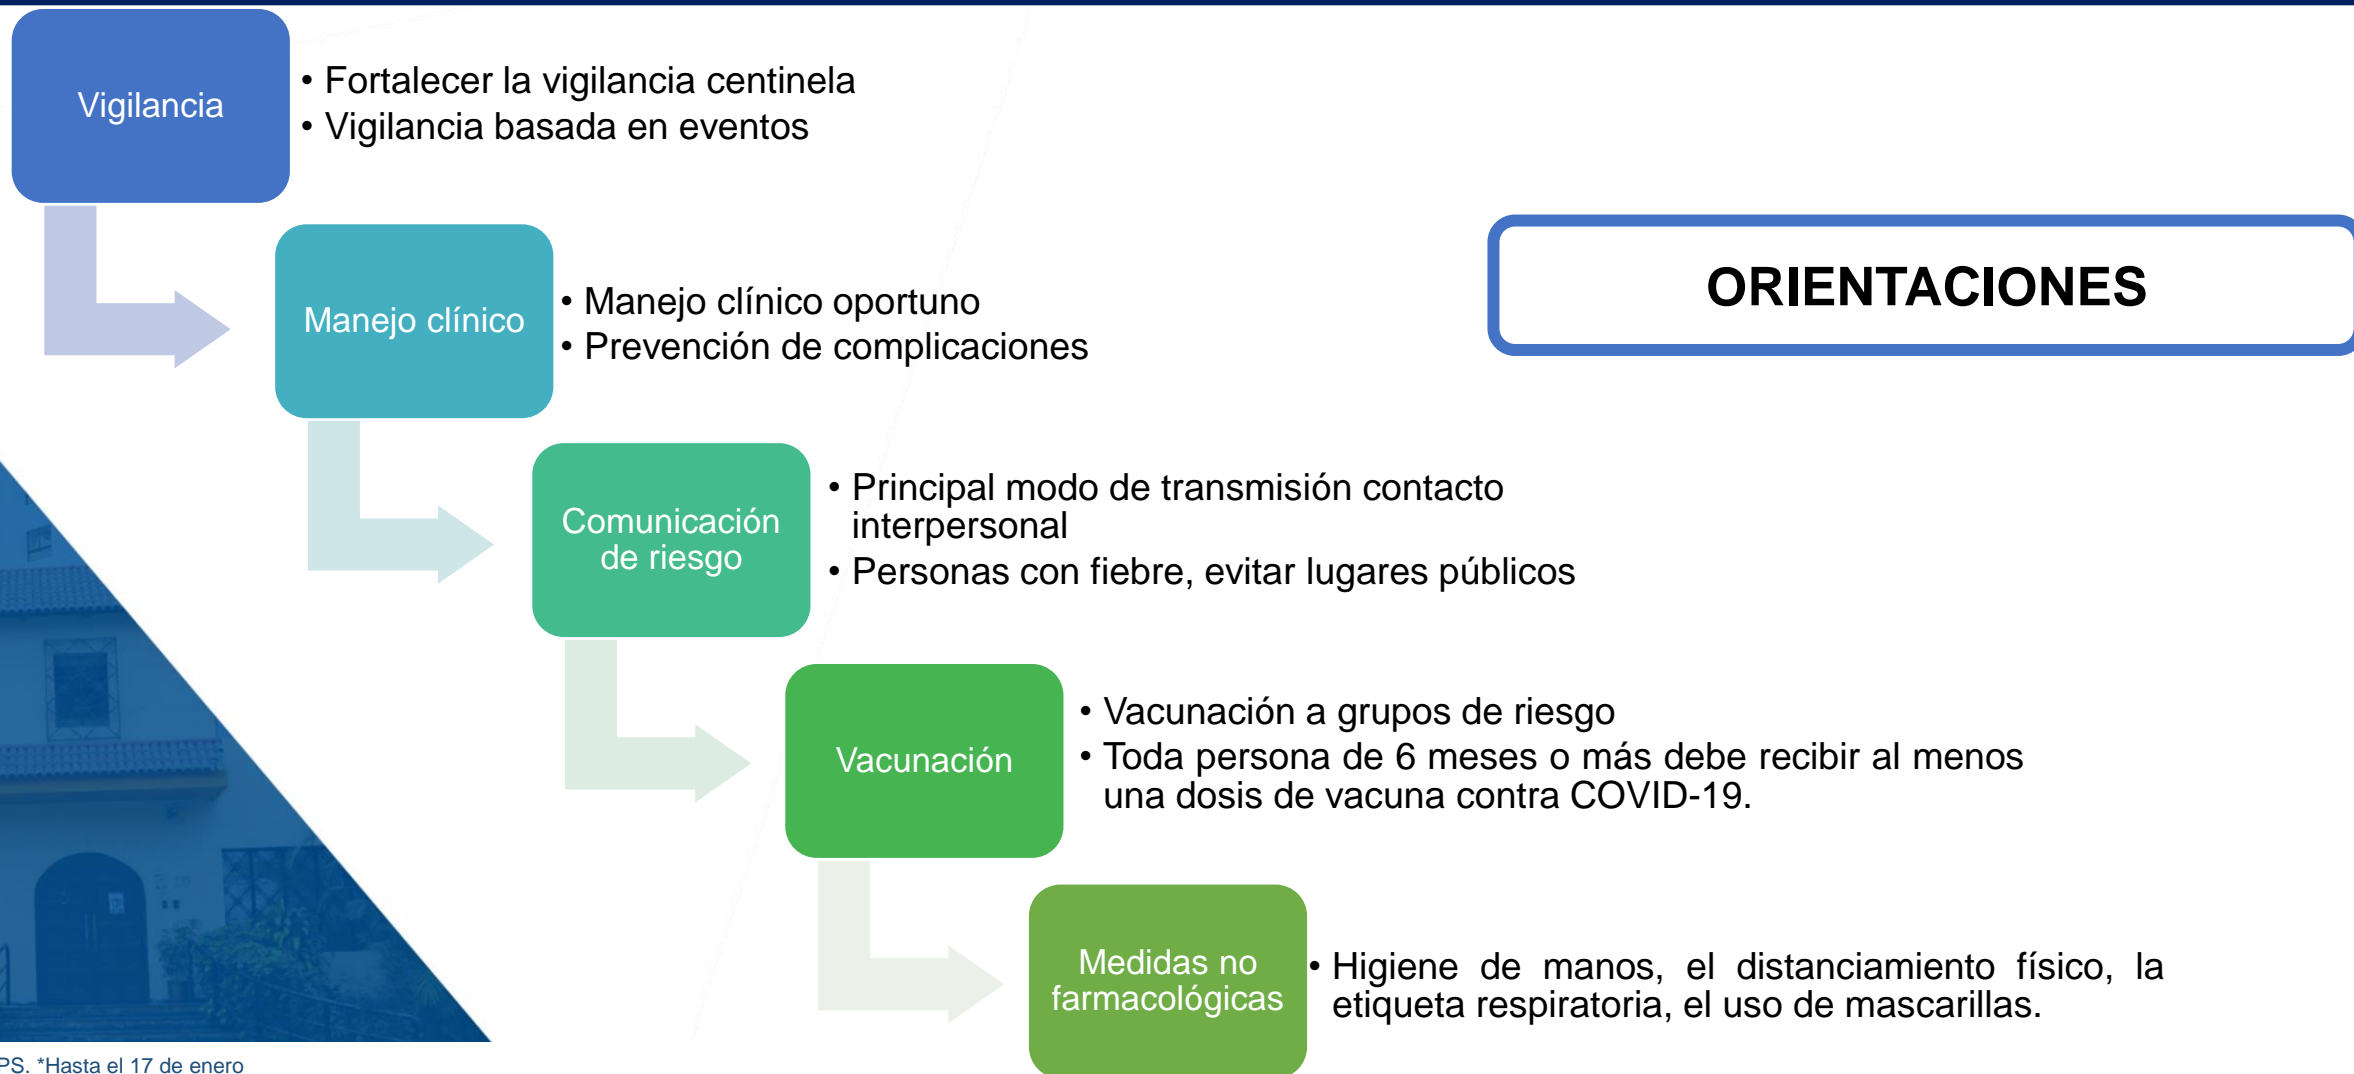 Vigilancia
• Fortalecer la vigilancia centinela
• Vigilancia basada en eventos
ORIENTACIONES
Manejo clínico
• Manejo clínico oportuno
• Prevención de complicaciones
Comunicación
de riesgo
• Principal modo de transmisión contacto
interpersonal
• Personas con fiebre, evitar lugares públicos
Vacunación
• Vacunación a grupos de riesgo
• Toda persona de 6 meses o más debe recibir al menos
una dosis de vacuna contra COVID-19.
Medidas no
farmacológicas
• Higiene de manos, el distanciamiento físico, la
etiqueta respiratoria, el uso de mascarillas.
PS. *Hasta el 17 de enero